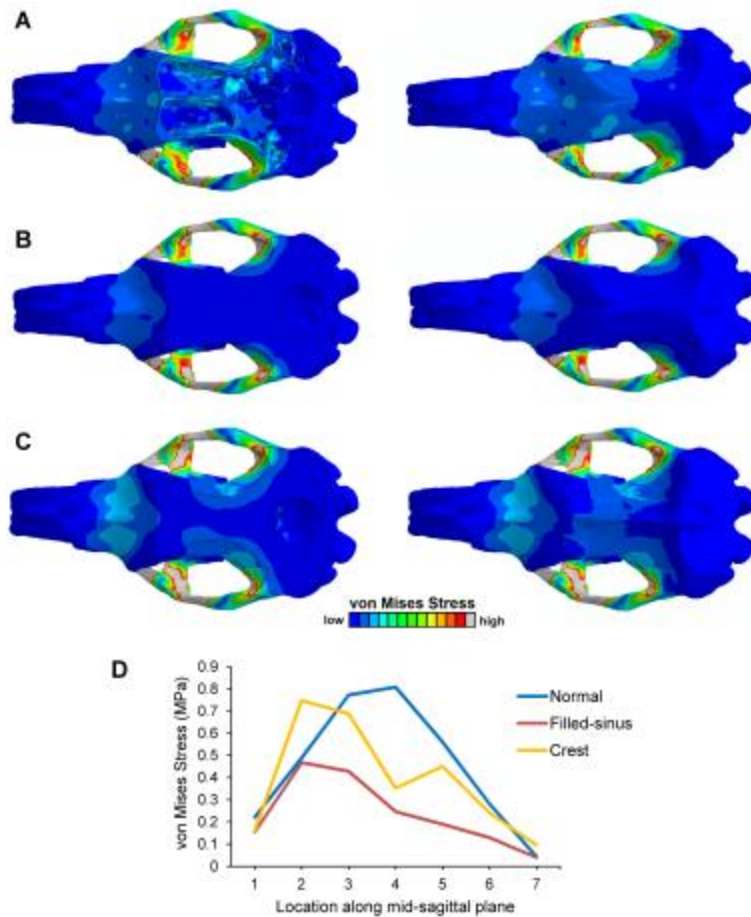 A
B
C
von Mises Stress
low high
D
von Mises Stress (MPa)
0.9
0.8
0.7
0.6
0.5
0.4
0.3
0.2
0.1
0
1 2 3 4 5 6 7
Location along mid-sagittal plane
Normal
Filled-sinus
Crest